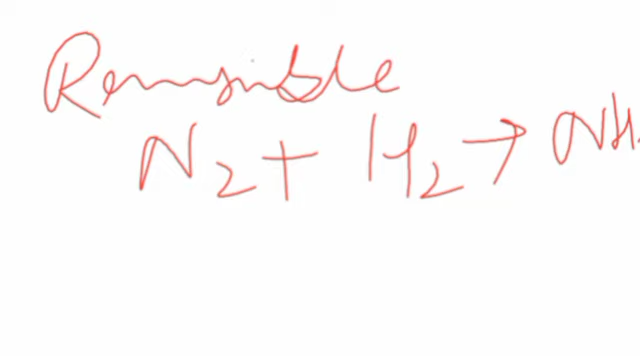 Reversible
N2 + H2 → NH